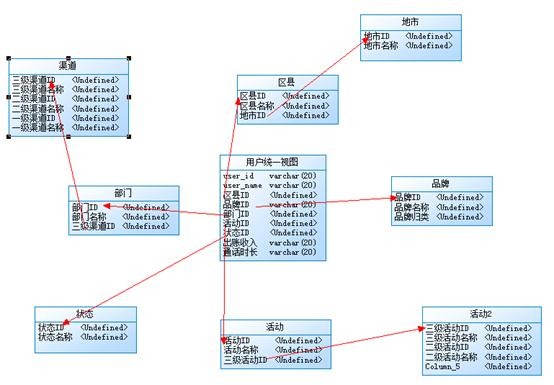 地市
地市ID <Undefined>
地市名称 <Undefined>
渠道
三级渠道ID <Undefined>
三级渠道名称 <Undefined>
二级渠道ID <Undefined>
二级渠道名称 <Undefined>
一级渠道ID <Undefined>
一级渠道名称 <Undefined>
区县
区县ID <Undefined>
区县名称 <Undefined>
地市ID <Undefined>
用户统一视图
user_id varchar(20)
user_name varchar(20)
区县ID <Undefined>
品牌ID varchar(20)
部门ID <Undefined>
活动ID <Undefined>
状态ID <Undefined>
出账收入 varchar(20)
通话时长 varchar(20)
部门
部门ID <Undefined>
部门名称 <Undefined>
三级渠道ID <Undefined>
品牌
品牌ID <Undefined>
品牌名称 <Undefined>
品牌归类 <Undefined>
状态
状态ID <Undefined>
状态名称 <Undefined>
活动
活动ID <Undefined>
活动名称 <Undefined>
三级活动ID <Undefined>
活动2
三级活动ID <Undefined>
三级活动名称 <Undefined>
二级活动ID <Undefined>
二级活动名称 <Undefined>
Column_5 <Undefined>